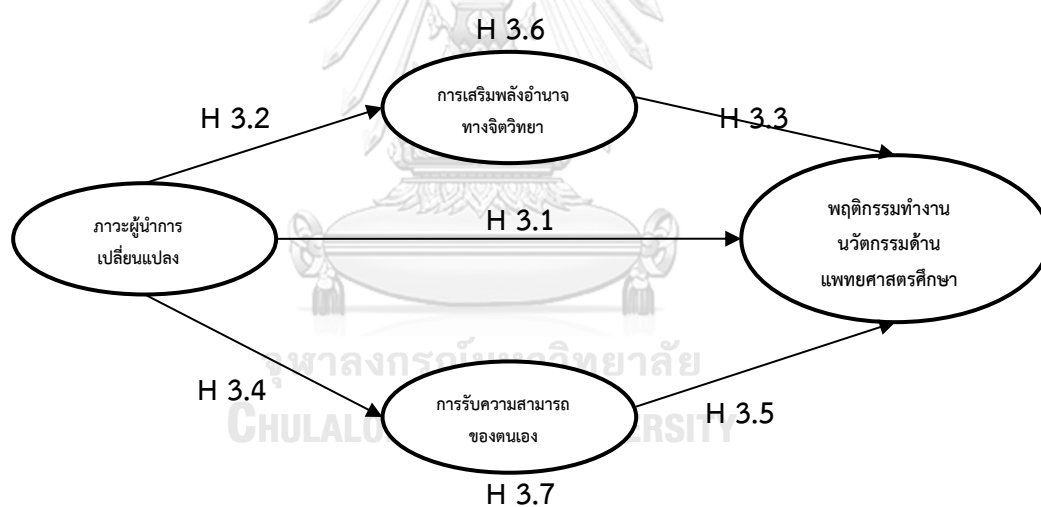 H 3.6
การเสริมพลังอำนาจ
ทางจิตวิทยา
H 3.2
H 3.3
ภาวะผู้นำการ
เปลี่ยนแปลง
H 3.1
พฤติกรรมทำงาน
นวัตกรรมด้าน
แพทยศาสตรศึกษา
จุฬาลงกรณ์มหาวิทยาลัย
H 3.4
การรับความสามารถ
ของตนเอง
H 3.5
CHULALO ERSITY
H 3.7